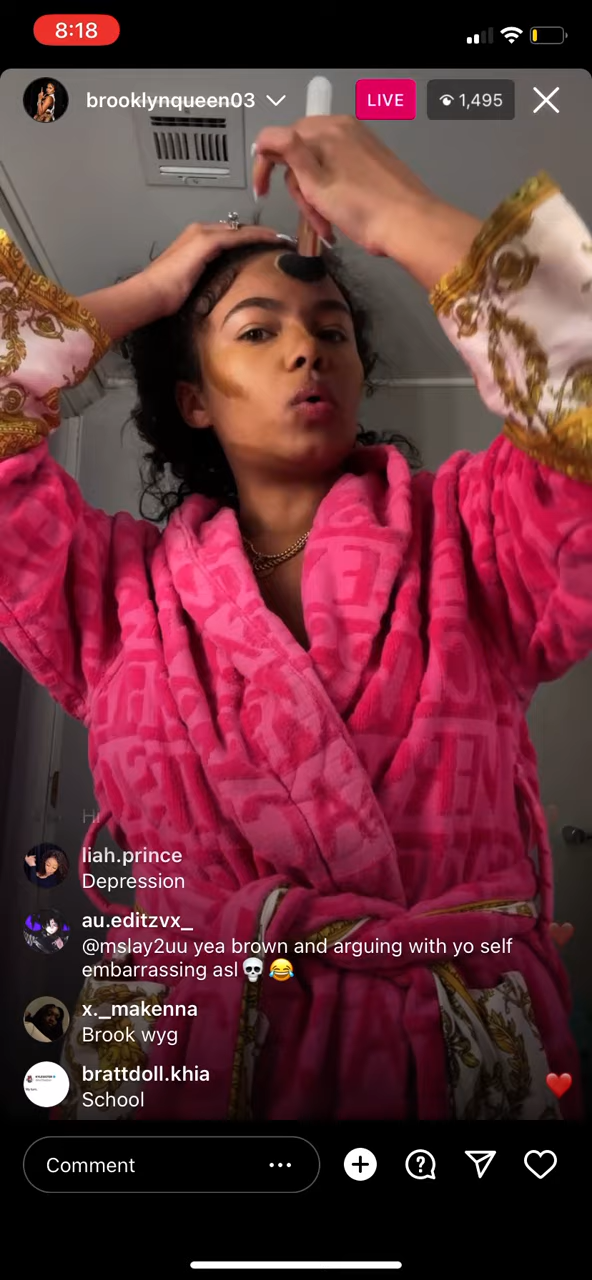 8:18
brooklynqueen03
LIVE
1,495
liah.prince
Depression
au.editzvx_
@mslay2uu yea brown and arguing with yo self
embarrassing asl💀😂
x._makenna
Brook wyg
brattdoll.khia
School
Comment